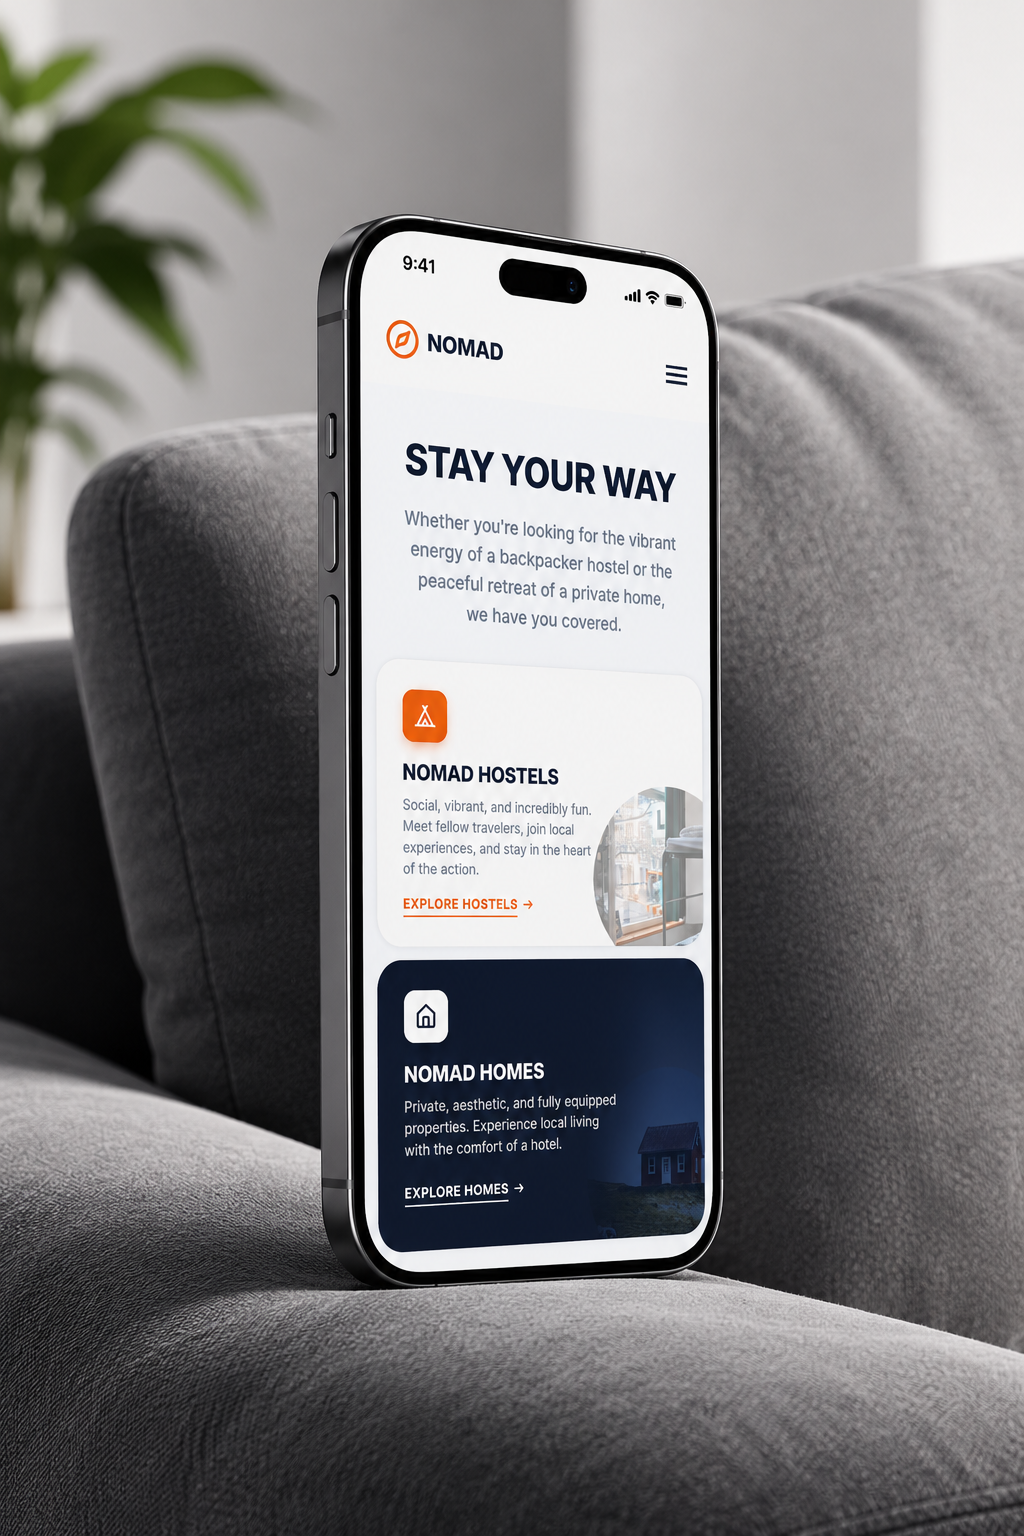 9:41
NOMAD
STAY YOUR WAY
Whether you're looking for the vibrant
energy of a backpacker hostel or the
peaceful retreat of a private home,
we have you covered.
NOMAD HOSTELS
Social, vibrant, and incredibly fun.
Meet fellow travelers, join local
experiences, and stay in the heart
of the action.
EXPLORE HOSTELS →
NOMAD HOMES
Private, aesthetic, and fully equipped
properties. Experience local living
with the comfort of a hotel.
EXPLORE HOMES →